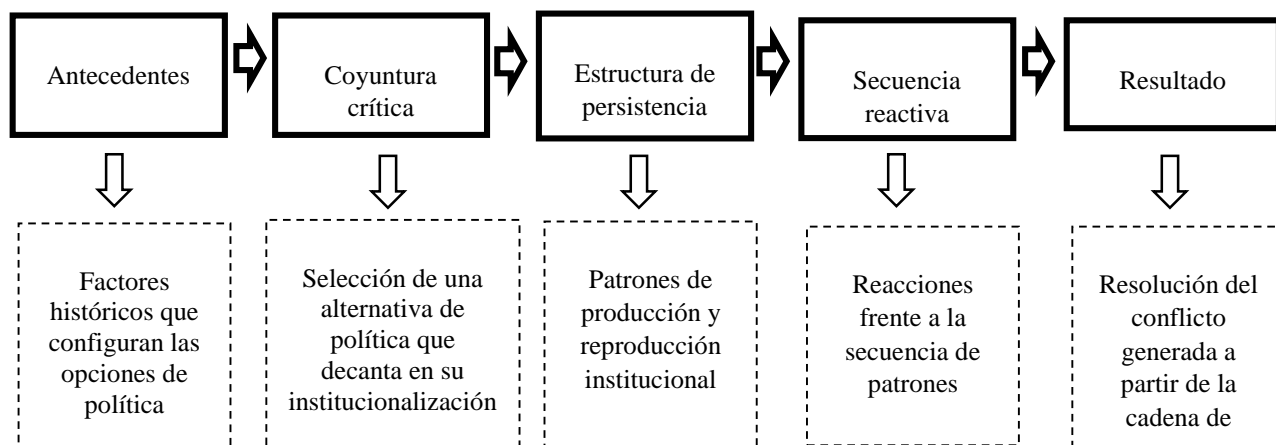 Antecedentes
Coyuntura
crítica
Estructura de
persistencia
Secuencia
reactiva
Resultado
Factores
históricos que
configuran las
opciones de
política
Selección de una
alternativa de
política que
decanta en su
institucionalización
Patrones de
producción y
reproducción
institucional
Reacciones
frente a la
secuencia de
patrones
Resolución del
conflicto
generada a
partir de la
cadena de